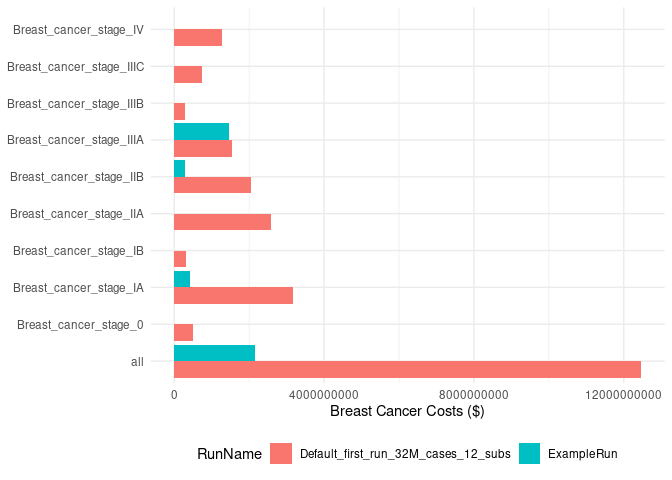 Breast_cancer_stage_IV
Breast_cancer_stage_IIIC
Breast_cancer_stage_IIIB
Breast_cancer_stage_IIIA
Breast_cancer_stage_IIB
Breast_cancer_stage_IIA
Breast_cancer_stage_IB
Breast_cancer_stage_IA
Breast_cancer_stage_0
all
0 4000000000 8000000000 12000000000
Breast Cancer Costs ($)
RunName Default_first_run_32M_cases_12_subs ExampleRun